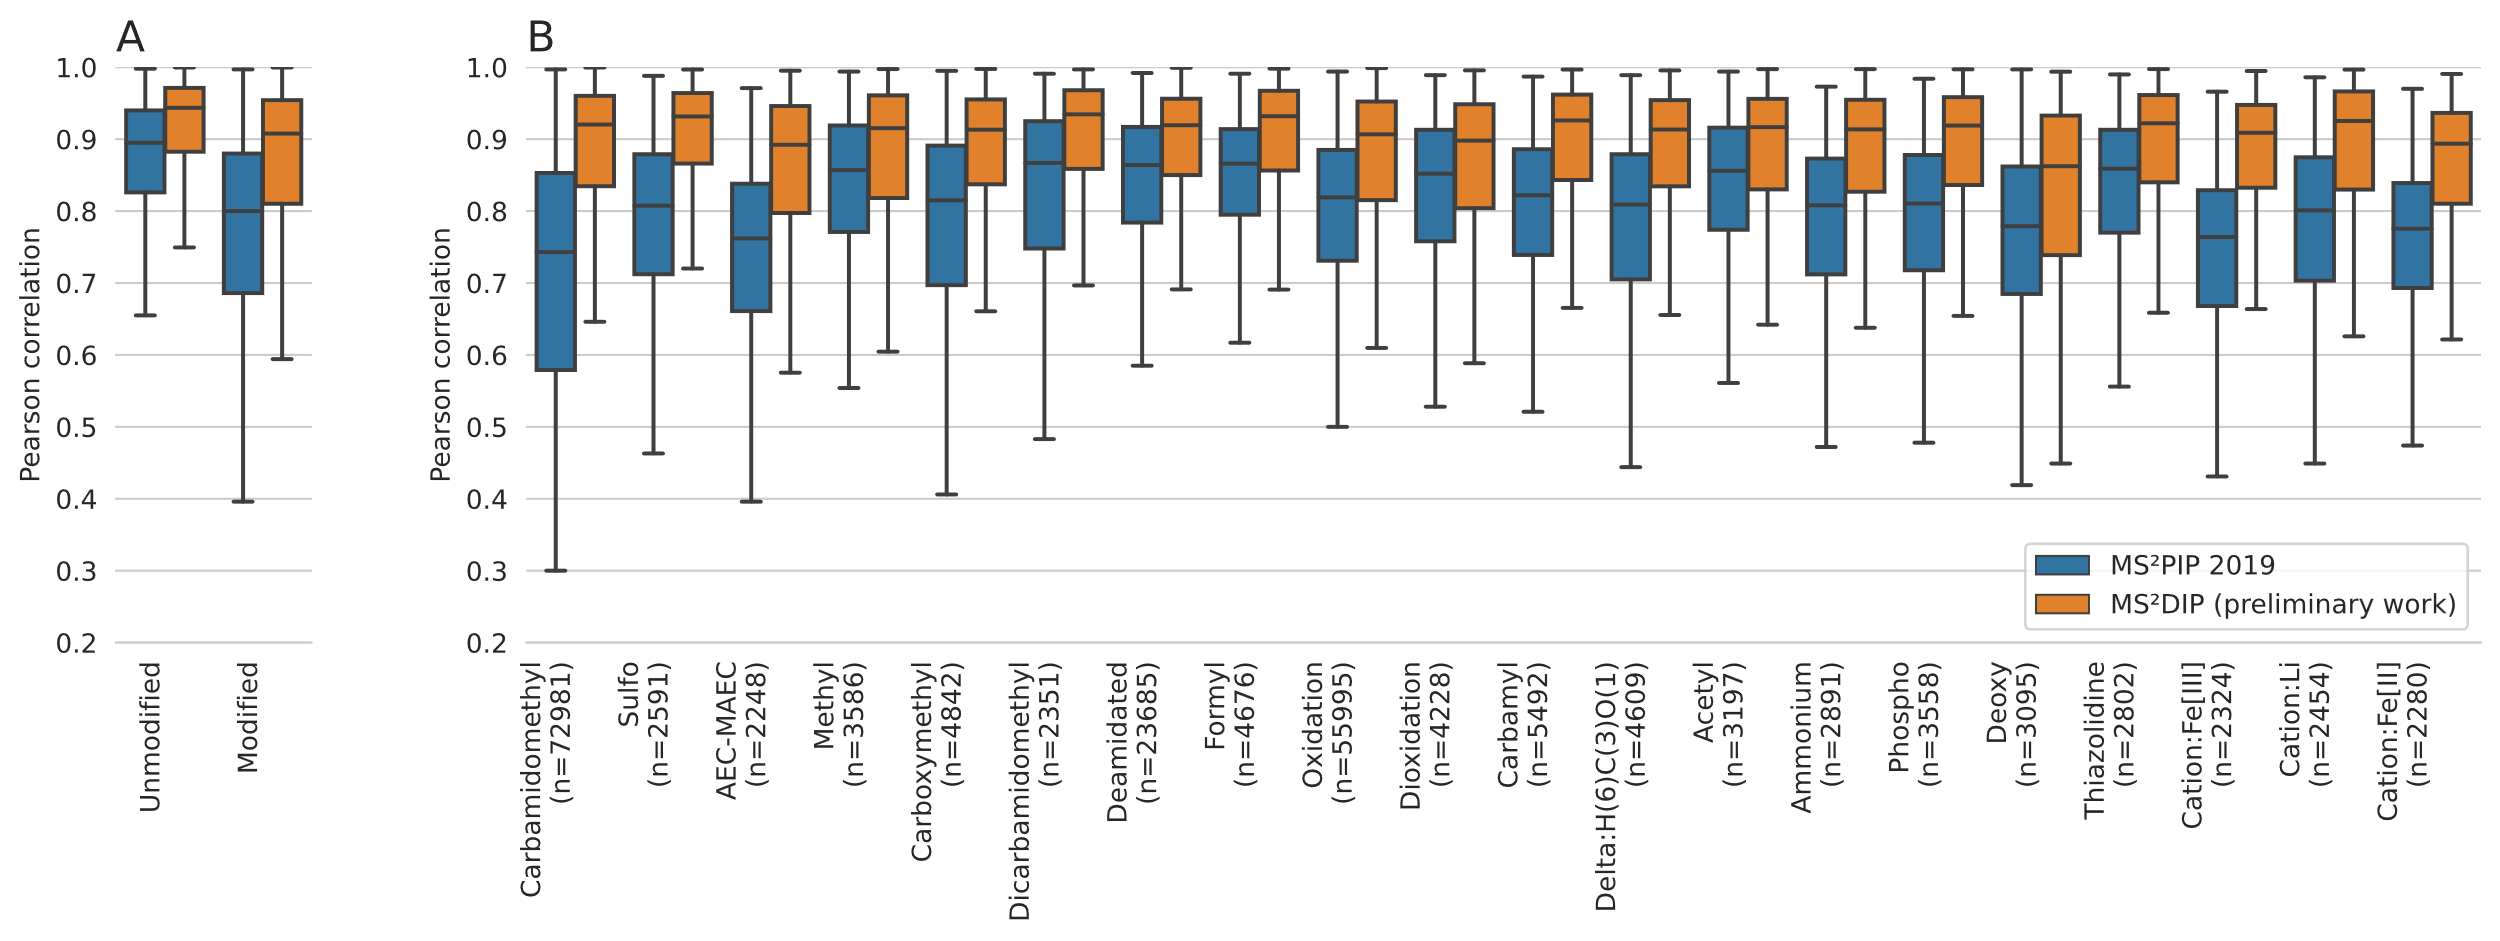 A
B
Pearson correlation
1.0
0.9
0.8
0.7
0.6
0.5
0.4
0.3
0.2
Unmodified
Modified
Pearson correlation
1.0
0.9
0.8
0.7
0.6
0.5
0.4
0.3
0.2
Carbamidomethyl
(n=72981)
Sulfo
(n=2591)
AEC-MAEC
(n=2248)
Methyl
(n=3586)
Carboxymethyl
(n=4842)
Dicarbamidomethyl
(n=2351)
Deamidated
(n=23685)
Formyl
(n=4676)
Oxidation
(n=55995)
Dioxidation
(n=4228)
Carbamyl
(n=5492)
Delta:H(6)C(3)O(1)
(n=4609)
Acetyl
(n=3197)
Ammonium
(n=2891)
Phospho
(n=3558)
Deoxy
(n=3095)
Thiazolidine
(n=2802)
Cation:Fe[III]
(n=2324)
Cation:Li
(n=2454)
Cation:Fe[II]
(n=2280)
MS²PIP 2019
MS²DIP (preliminary work)